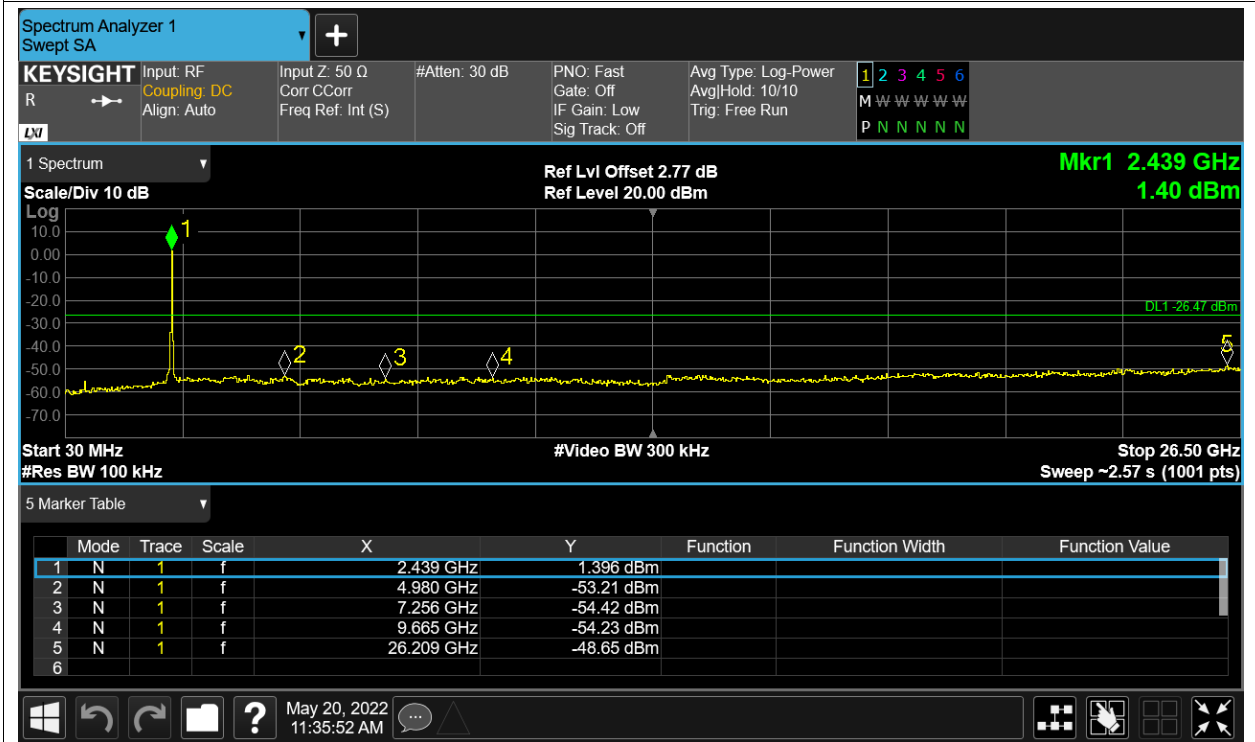 Spectrum Analyzer 1
Swept SA
KEYSIGHT Input: RF Input Z: 50 Ω #Atten: 30 dB PNO: Fast Avg Type: Log-Power 1 2 3 4 5 6
R Coupling: DC Corr CCorr Gate: Off Avg|Hold: 10/10 M W W W W W
Align: Auto Freq Ref: Int (S) IF Gain: Low Trig: Free Run
LXI Sig Track: Off P N N N N N
1 Spectrum Ref Lvl Offset 2.77 dB Mkr1 2.439 GHz
Scale/Div 10 dB Ref Level 20.00 dBm 1.40 dBm
Log
10.0 1
0.00
-10.0
-20.0 DL1 -26.47 dBm
-30.0
-40.0 2 3 4 5
-50.0
-60.0
-70.0
Start 30 MHz #Video BW 300 kHz Stop 26.50 GHz
#Res BW 100 kHz Sweep ~2.57 s (1001 pts)
5 Marker Table
Mode Trace Scale X Y Function Function Width Function Value
1 N 1 f 2.439 GHz 1.396 dBm
2 N 1 f 4.980 GHz -53.21 dBm
3 N 1 f 7.256 GHz -54.42 dBm
4 N 1 f 9.665 GHz -54.23 dBm
5 N 1 f 26.209 GHz -48.65 dBm
6
? May 20, 2022
11:35:52 AM